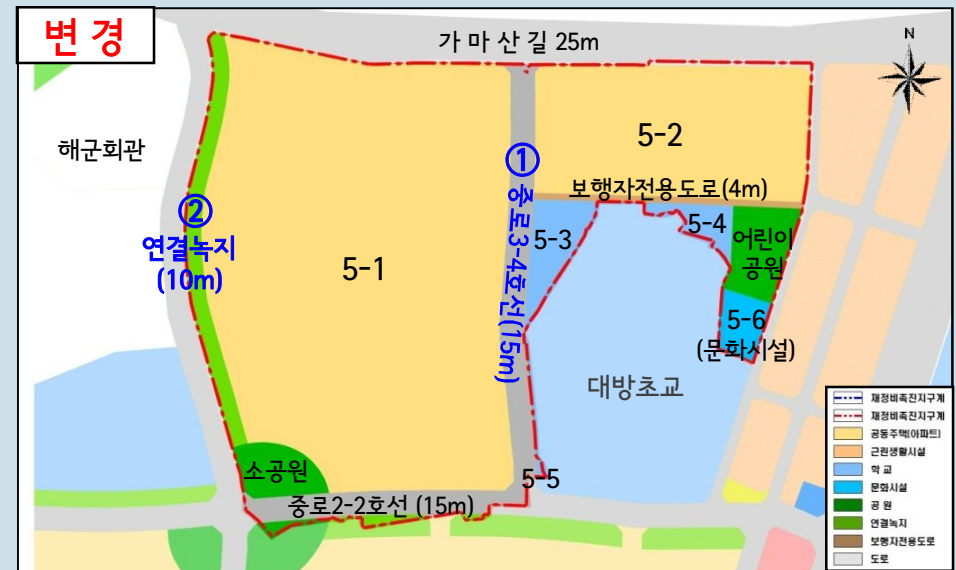 변 경
가 마 산 길 25m
N
해군회관
5-2
①
중로3-4호선(15m)
보행자전용도로(4m)
②
연결녹지
(10m)
5-1
5-3
5-4
어린이
공원
5-6
(문화시설)
대방초교
소공원
5-5
중로2-2호선 (15m)
재정비촉진지구계
재정비촉진지구계
공동주택(아파트)
근린생활시설
학 교
문화시설
공 원
연결녹지
보행자전용도로
도로